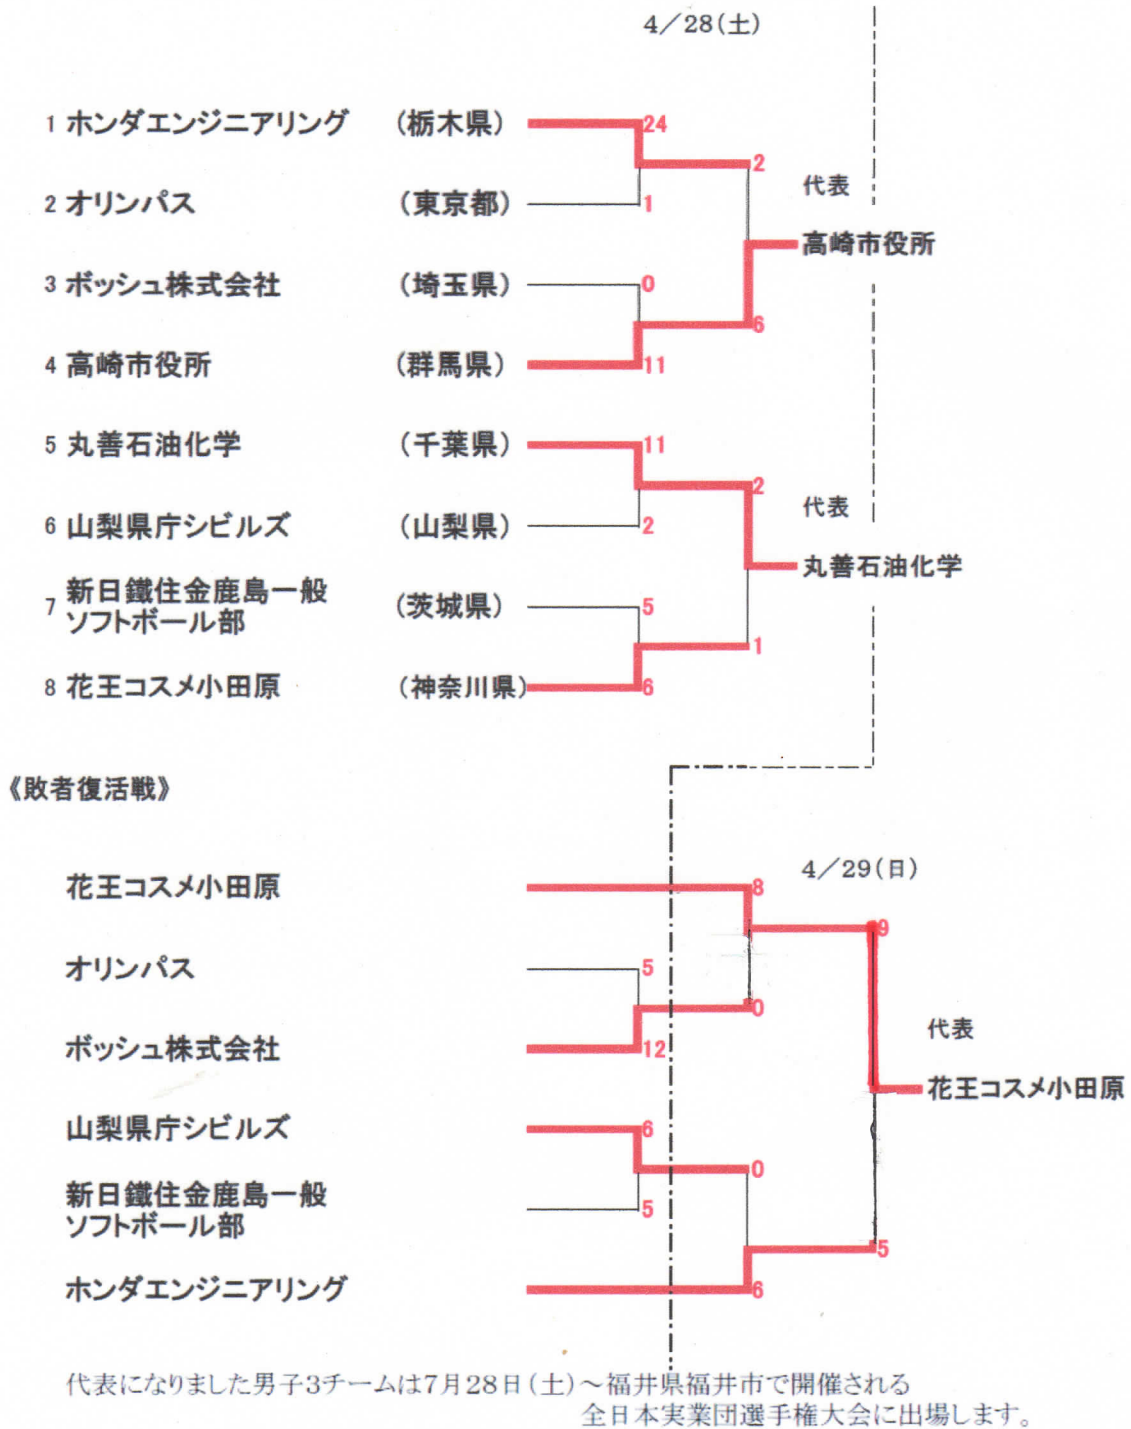 4／28(土)
1 ホンダエンジニアリング (栃木県) 24
2
代表
2 オリンパス (東京都) 1
高崎市役所
3 ボッシュ株式会社 (埼玉県) 0
6
4 高崎市役所 (群馬県) 11
5 丸善石油化学 (千葉県) 11
2
代表
6 山梨県庁シビルズ (山梨県) 2
丸善石油化学
7 新日鐵住金鹿島一般
ソフトボール部 (茨城県) 5
1
8 花王コスメ小田原 (神奈川県) 6
《敗者復活戦》
4／29(日)
花王コスメ小田原 8
9
オリンパス 5
0
代表
ボッシュ株式会社 12
花王コスメ小田原
山梨県庁シビルズ 6
0
新日鐵住金鹿島一般
ソフトボール部 5
5
ホンダエンジニアリング 6
代表になりました男子3チームは7月28日(土)～福井県福井市で開催される
全日本実業団選手権大会に出場します。